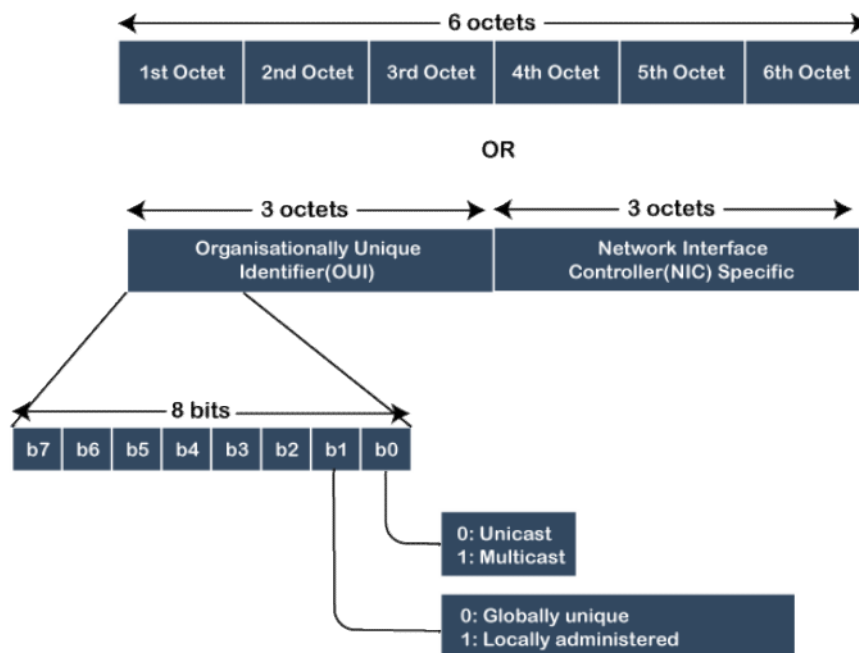 6 octets
1st Octet 2nd Octet 3rd Octet 4th Octet 5th Octet 6th Octet
OR
3 octets 3 octets
Organisationally Unique
Identifier(OUI)
Network Interface
Controller(NIC) Specific
8 bits
b7 b6 b5 b4 b3 b2 b1 b0
0: Unicast
1: Multicast
0: Globally unique
1: Locally administered